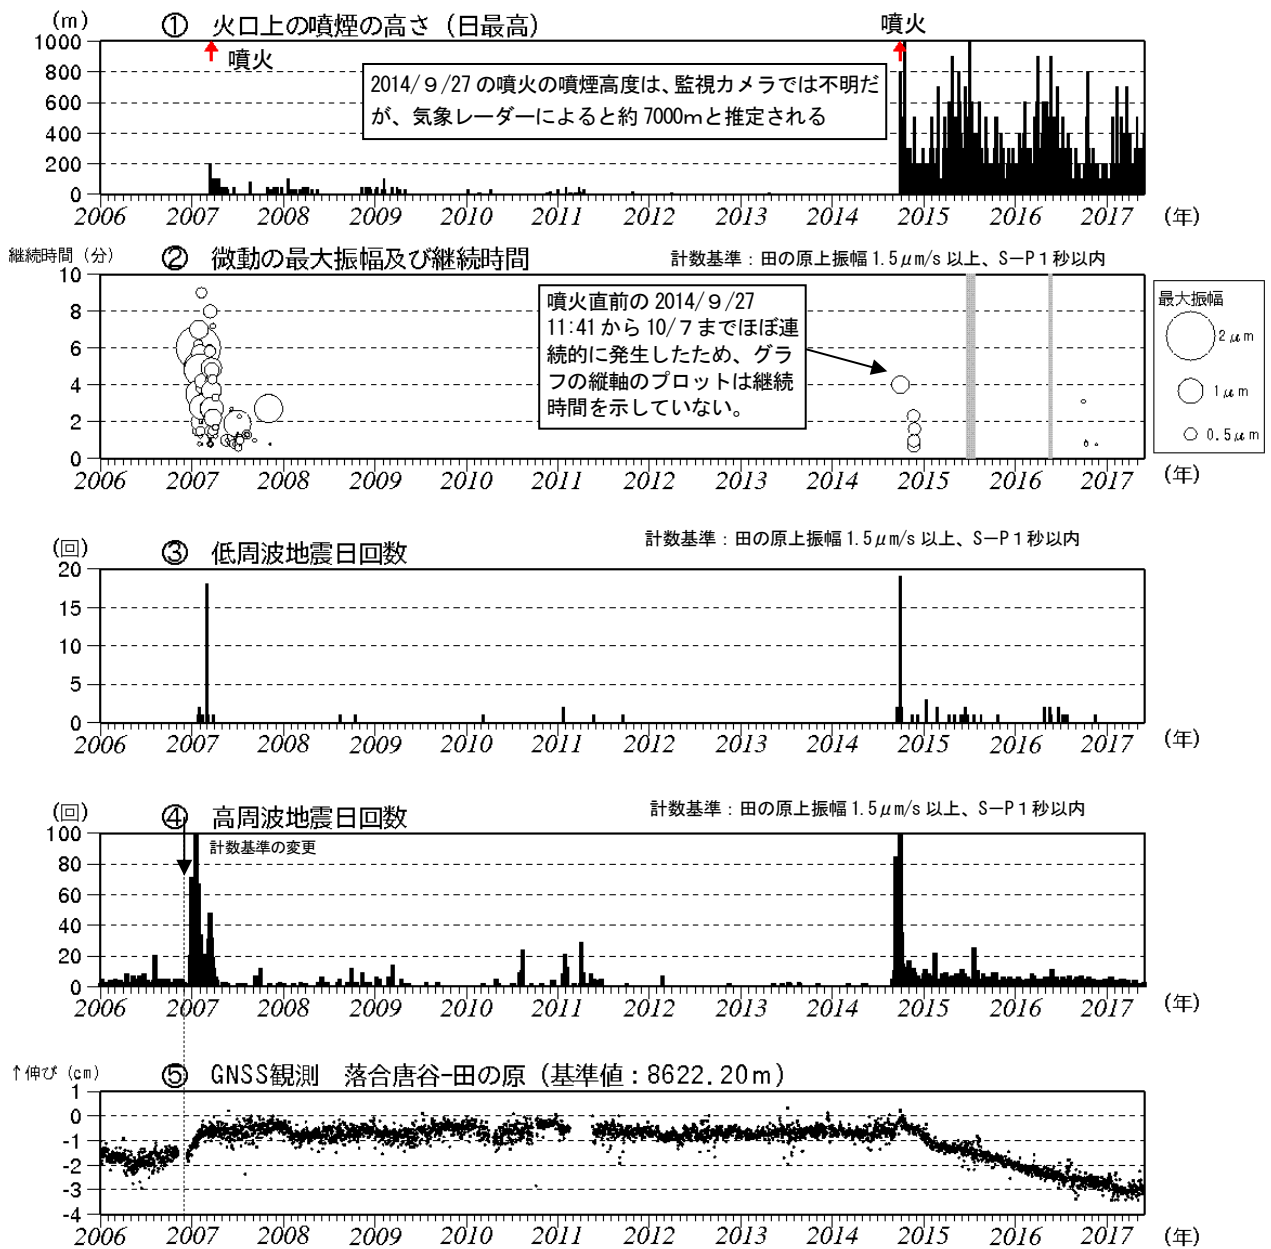 (m) ① 火口上の噴煙の高さ（日最高） 噴火
1000
800
600
400
200
0
噴火
2014/９/27の噴火の噴煙高度は、監視カメラでは不明だ
が、気象レーダーによると約7000ｍと推定される
2006 2007 2008 2009 2010 2011 2012 2013 2014 2015 2016 2017 (年)
継続時間（分） ② 微動の最大振幅及び継続時間 計数基準：田の原上振幅1.5μm/s以上、S－P１秒以内
10
8
6
4
2
0
噴火直前の2014/９/27
11:41から10/７までほぼ連
続的に発生したため、グラ
フの縦軸のプロットは継続
時間を示していない。
最大振幅
2μm
1μm
0.5μm
2006 2007 2008 2009 2010 2011 2012 2013 2014 2015 2016 2017 (年)
(回) ③ 低周波地震日回数 計数基準：田の原上振幅1.5μm/s以上、S－P１秒以内
20
15
10
5
0
2006 2007 2008 2009 2010 2011 2012 2013 2014 2015 2016 2017 (年)
(回) ④ 高周波地震日回数 計数基準：田の原上振幅1.5μm/s以上、S－P１秒以内
計数基準の変更
100
80
60
40
20
0
2006 2007 2008 2009 2010 2011 2012 2013 2014 2015 2016 2017 (年)
↑伸び(cm) ⑤ GNSS観測 落合唐谷−田の原（基準値：8622.20m）
1
0
-1
-2
-3
-4
2006 2007 2008 2009 2010 2011 2012 2013 2014 2015 2016 2017 (年)